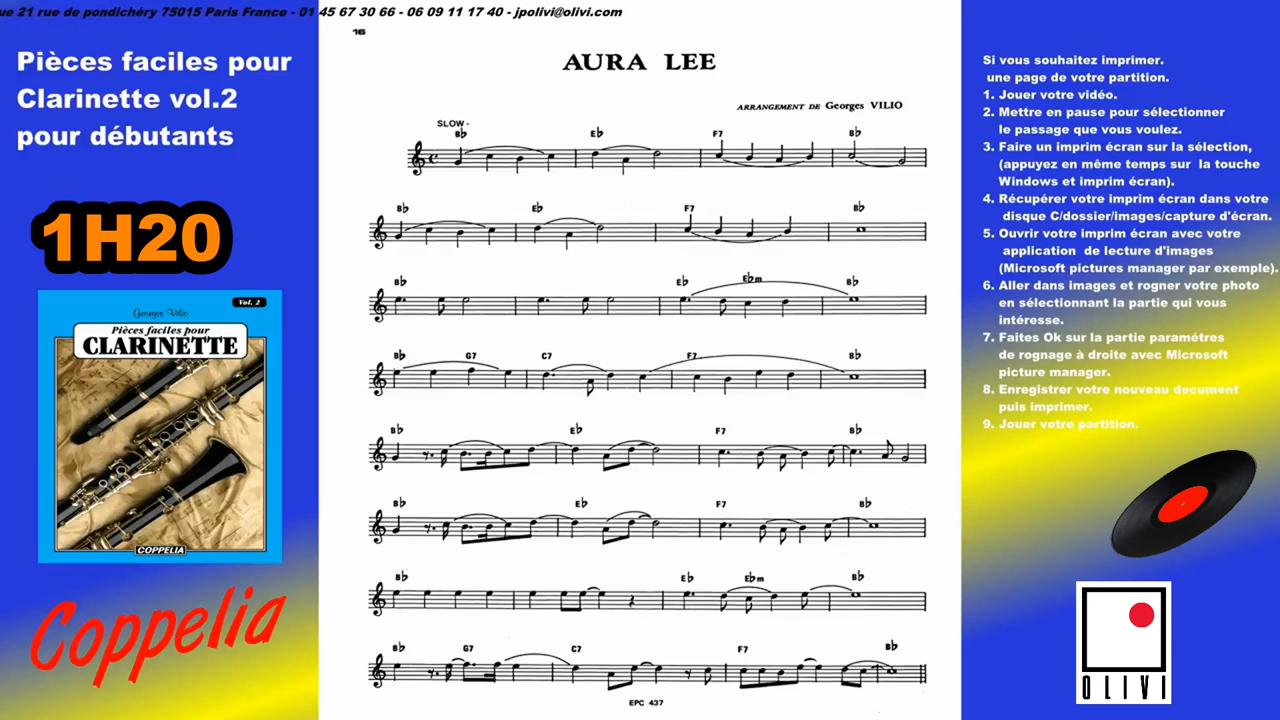 ue 21 rue de pondichéry 75015 Paris France - 01 45 67 30 66 - 06 09 11 17 40 - jpolivi@olivi.com
Pièces faciles pour
Clarinette vol.2
pour débutants
1H20
Vol. 2
Georges Vilio
Pièces faciles pour
CLARINETTE
COPPELIA
Coppelia
16
AURA LEE
ARRANGEMENT DE Georges VILIO
SLOW -
Bb Eb F7 Bb
Bb Eb F7 Bb
Bb Eb Ebm Bb
Bb G7 C7 F7 Bb
Bb Eb F7 Bb
Bb Eb F7 Bb
Bb Eb Ebm Bb
Bb G7 C7 F7 Bb
EPC 437
Si vous souhaitez imprimer.
une page de votre partition.
1. Jouer votre vidéo.
2. Mettre en pause pour sélectionner
le passage que vous voulez.
3. Faire un imprim écran sur la sélection,
(appuyez en même temps sur la touche
Windows et imprim écran).
4. Récupérer votre imprim écran dans votre
disque C/dossier/images/capture d'écran.
5. Ouvrir votre imprim écran avec votre
application de lecture d'images
(Microsoft pictures manager par exemple).
6. Aller dans images et rogner votre photo
en sélectionnant la partie qui vous
intéresse.
7. Faites Ok sur la partie paramétres
de rognage à droite avec Microsoft
picture manager.
8. Enregistrer votre nouveau document
puis imprimer.
9. Jouer votre partition.
OLIVI